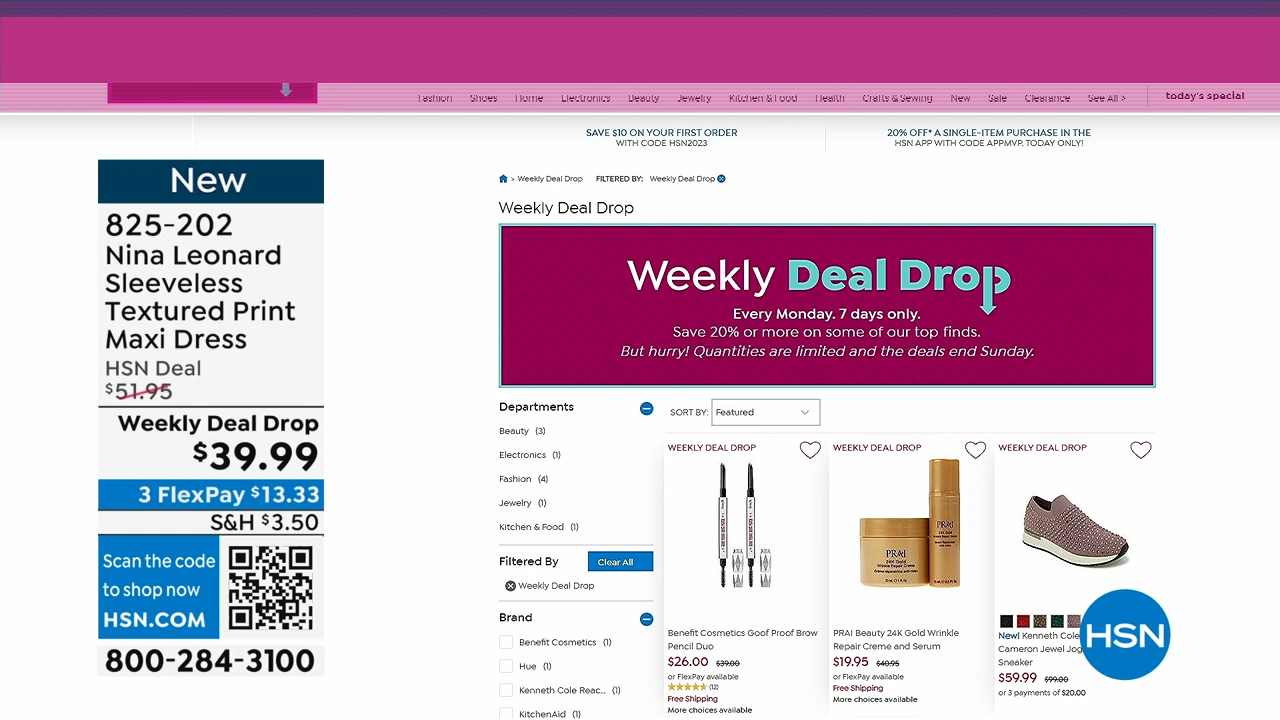 Fashion Shoes Home Electronics Beauty Jewelry Kitchen & Food Health Crafts & Sewing New Sale Clearance See All > today's special
SAVE $10 ON YOUR FIRST ORDER
WITH CODE HSN2023
20% OFF* A SINGLE-ITEM PURCHASE IN THE
HSN APP WITH CODE APPMVP. TODAY ONLY!
New
825-202
Nina Leonard
Sleeveless
Textured Print
Maxi Dress
HSN Deal
$51.95
Weekly Deal Drop
$39.99
3 FlexPay $13.33
S&H $3.50
Scan the code
to shop now
HSN.COM
800-284-3100
> Weekly Deal Drop FILTERED BY: Weekly Deal Drop
Weekly Deal Drop
Weekly Deal Drop
Every Monday. 7 days only.
Save 20% or more on some of our top finds.
But hurry! Quantities are limited and the deals end Sunday.
Departments
Beauty (3)
Electronics (1)
Fashion (4)
Jewelry (1)
Kitchen & Food (1)
Filtered By Clear All
Weekly Deal Drop
Brand
Benefit Cosmetics (1)
Hue (1)
Kenneth Cole Reac... (1)
KitchenAid (1)
SORT BY: Featured
WEEKLY DEAL DROP
Benefit Cosmetics Goof Proof Brow
Pencil Duo
$26.00 $39.00
or FlexPay available
(12)
Free Shipping
More choices available
WEEKLY DEAL DROP
PRAI
24K Gold
PRAI
PRAI Beauty 24K Gold Wrinkle
Repair Creme and Serum
$19.95 $40.95
or FlexPay available
Free Shipping
More choices available
WEEKLY DEAL DROP
New! Kenneth Cole
Cameron Jewel Jog
Sneaker
$59.99 $99.00
or 3 payments of $20.00
HSN